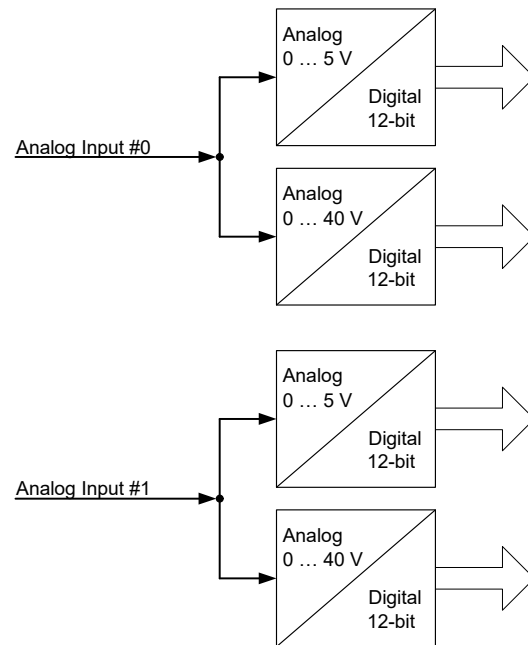 Analog
0 … 5 V
Digital
12-bit
Analog Input #0
Analog
0 … 40 V
Digital
12-bit
Analog
0 … 5 V
Digital
12-bit
Analog Input #1
Analog
0 … 40 V
Digital
12-bit